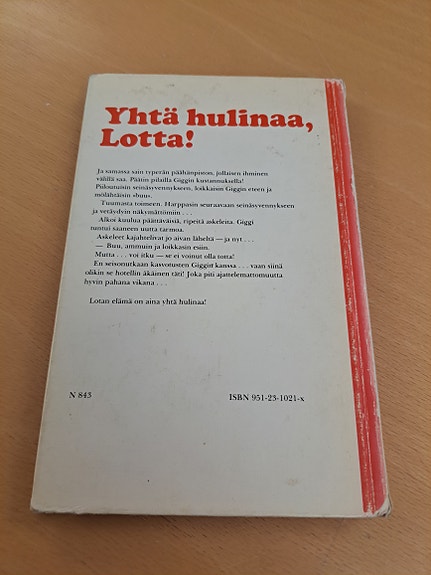 Yhtä hulinaa,
Lotta!
Ja samassa sain typerän päähänpiston, jollaisen ihminen
välillä saa. Päätin pilailla Giggin kustannuksella!
Piiloutuisin seinäsyvennykseen, loikkaisin Giggin eteen ja
mölähtäisin »buu».
Tuumasta toimeen. Harppasin seuraavaan seinäsyvennykseen
ja vetäydyin näkymättömiin . . .
Alkoi kuulua päättäväisiä, ripeitä askeleita. Giggi
tuntui saaneen uutta tarmoa.
Askeleet kajahtelivat jo aivan läheltä — ja nyt . . .
— Buu, ammuin ja loikkasin esiin.
Mutta . . . voi itku — se ei voinut olla totta!
En seisonutkaan kasvotusten Giggin kanssa . . . vaan siinä
olikin se hotellin äkäinen täti! Joka piti ajattelemattomuutta
hyvin pahana vikana . . .
Lotan elämä on aina yhtä hulinaa!
N 843
ISBN 951-23-1021-x